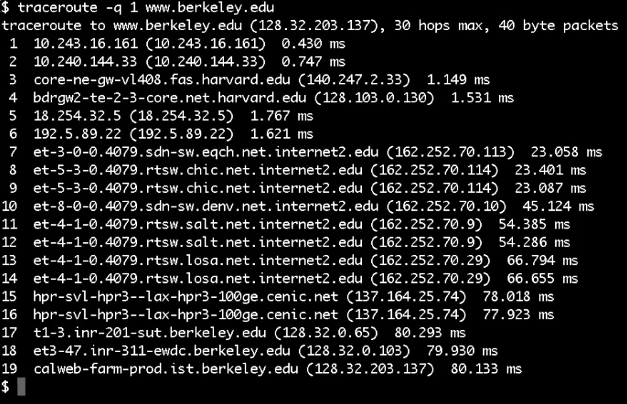 $ traceroute -q 1 www.berkeley.edu
traceroute to www.berkeley.edu (128.32.203.137), 30 hops max, 40 byte packets
1 10.243.16.161 (10.243.16.161) 0.430 ms
2 10.240.144.33 (10.240.144.33) 0.747 ms
3 core-ne-gw-vl408.fas.harvard.edu (140.247.2.33) 1.149 ms
4 bdrgw2-te-2-3-core.net.harvard.edu (128.103.0.130) 1.531 ms
5 18.254.32.5 (18.254.32.5) 1.767 ms
6 192.5.89.22 (192.5.89.22) 1.621 ms
7 et-3-0-0.4079.sdn-sw.eqch.net.internet2.edu (162.252.70.113) 23.058 ms
8 et-5-3-0.4079.rtsw.chic.net.internet2.edu (162.252.70.114) 23.401 ms
9 et-5-3-0.4079.rtsw.chic.net.internet2.edu (162.252.70.114) 23.087 ms
10 et-8-0-0.4079.sdn-sw.denv.net.internet2.edu (162.252.70.10) 45.124 ms
11 et-4-1-0.4079.rtsw.salt.net.internet2.edu (162.252.70.9) 54.385 ms
12 et-4-1-0.4079.rtsw.salt.net.internet2.edu (162.252.70.9) 54.286 ms
13 et-4-1-0.4079.rtsw.losa.net.internet2.edu (162.252.70.29) 66.794 ms
14 et-4-1-0.4079.rtsw.losa.net.internet2.edu (162.252.70.29) 66.655 ms
15 hpr-svl-hpr3--lax-hpr3-100ge.cenic.net (137.164.25.74) 78.018 ms
16 hpr-svl-hpr3--lax-hpr3-100ge.cenic.net (137.164.25.74) 77.923 ms
17 t1-3.inr-201-sut.berkeley.edu (128.32.0.65) 80.293 ms
18 et3-47.inr-311-ewdc.berkeley.edu (128.32.0.103) 79.930 ms
19 calweb-farm-prod.ist.berkeley.edu (128.32.203.137) 80.133 ms
$